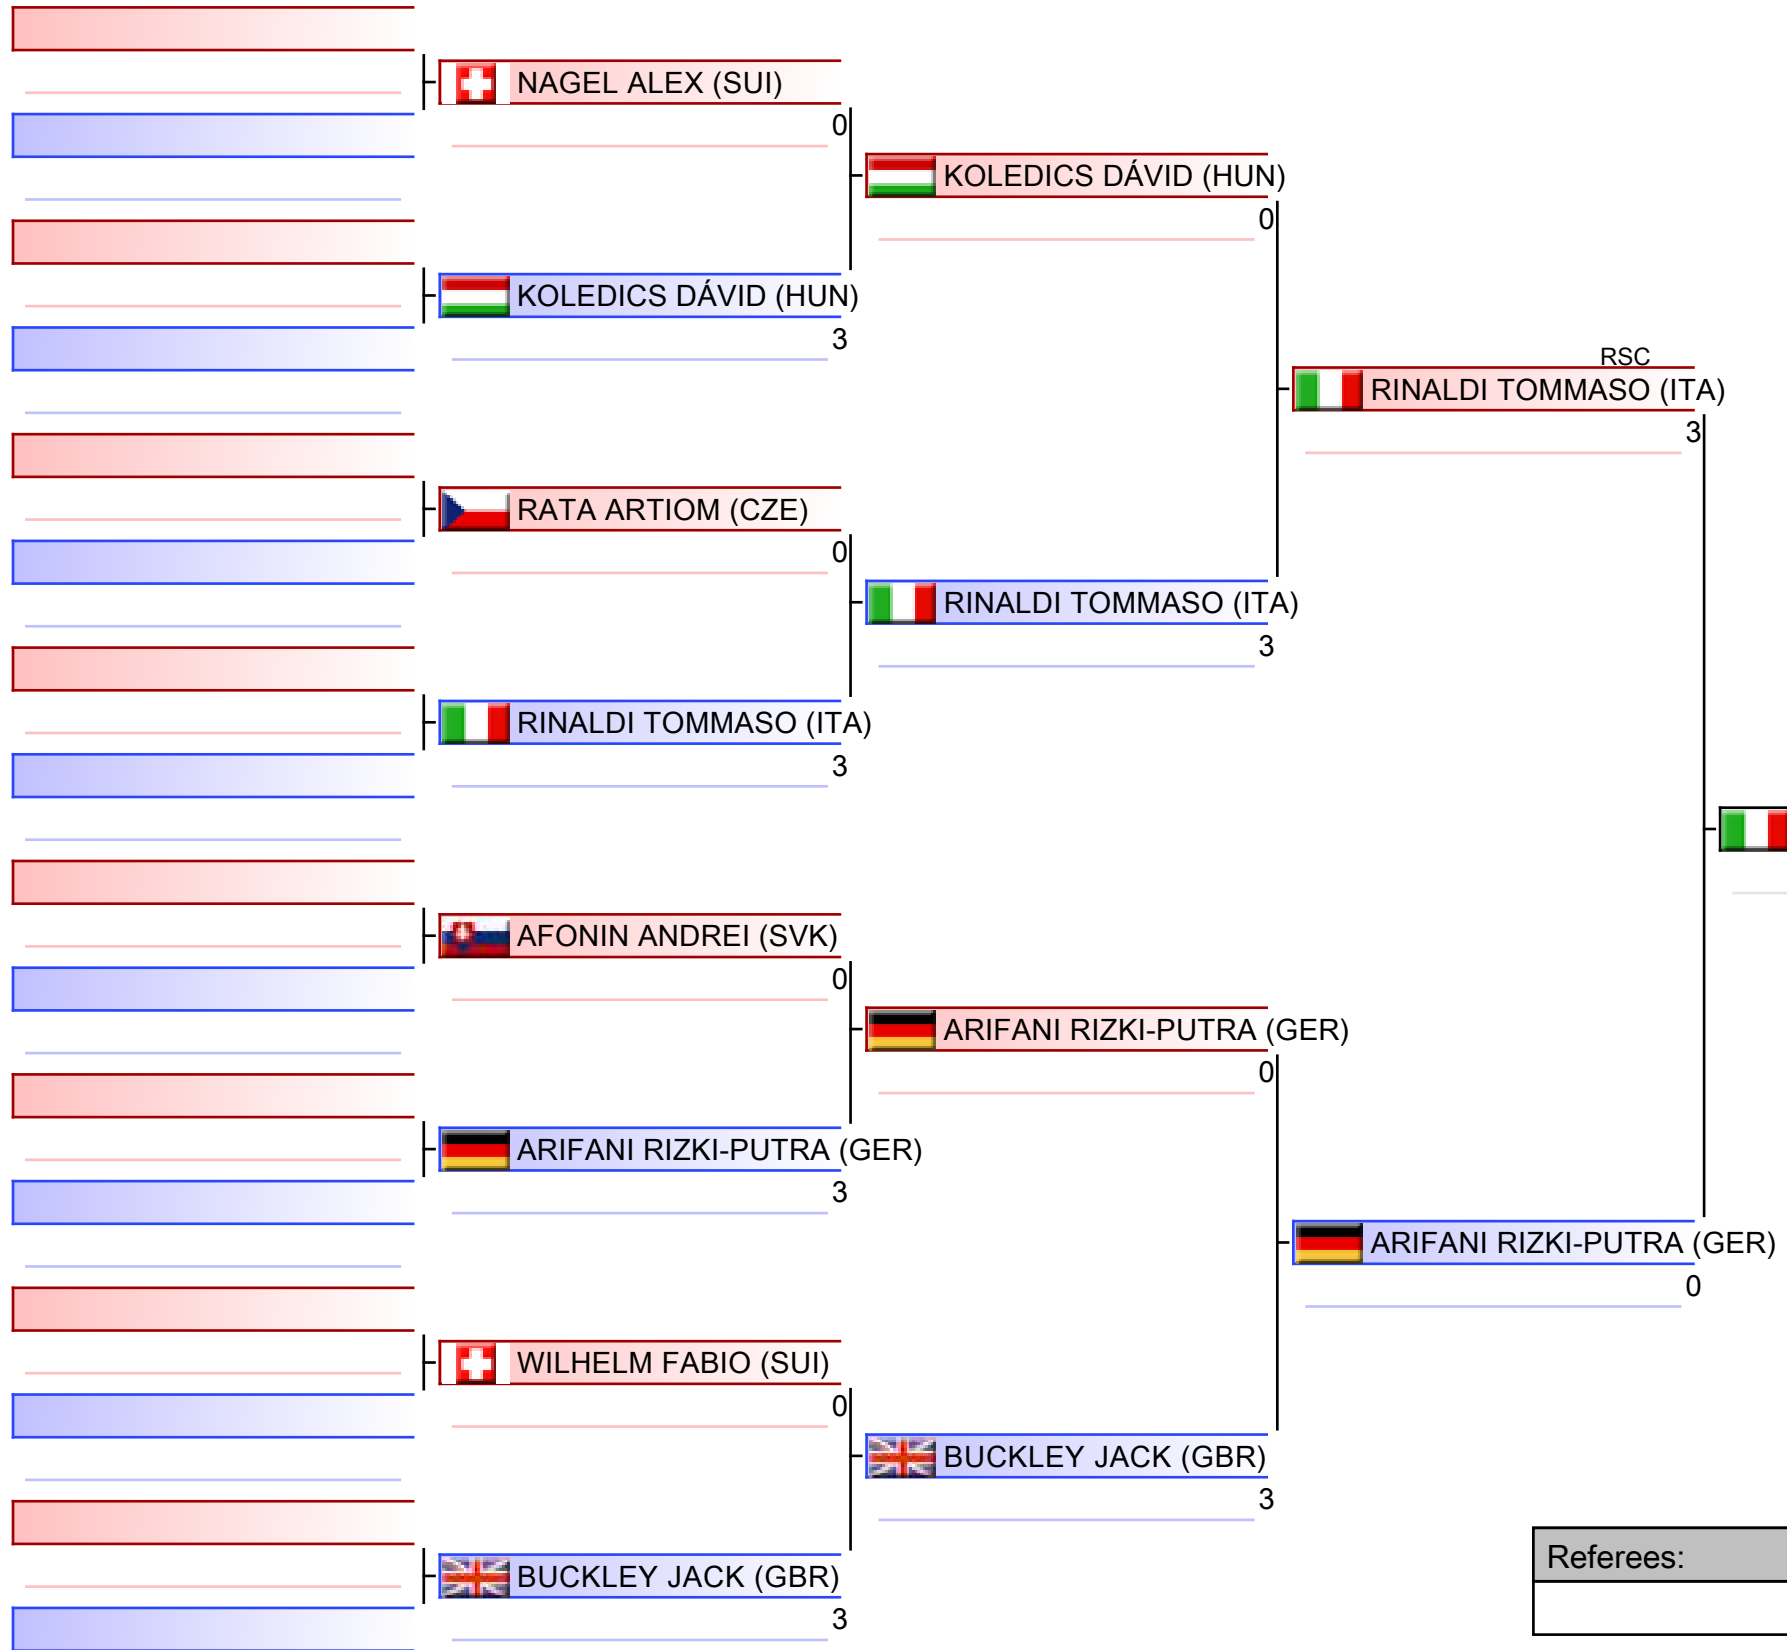 NAGEL ALEX (SUI)
0
KOLEDICS DÁVID (HUN)
0
KOLEDICS DÁVID (HUN)
3
RSC
RINALDI TOMMASO (ITA)
3
RATA ARTIOM (CZE)
0
RINALDI TOMMASO (ITA)
3
RINALDI TOMMASO (ITA)
3
AFONIN ANDREI (SVK)
0
ARIFANI RIZKI-PUTRA (GER)
0
ARIFANI RIZKI-PUTRA (GER)
3
ARIFANI RIZKI-PUTRA (GER)
0
WILHELM FABIO (SUI)
0
BUCKLEY JACK (GBR)
3
BUCKLEY JACK (GBR)
3
Referees: